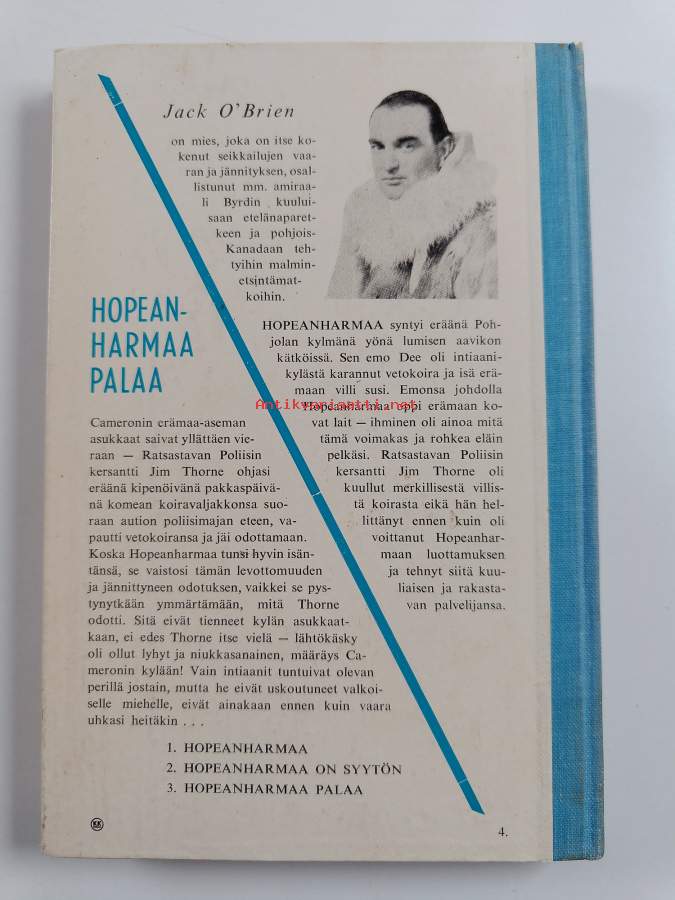 Jack O'Brien
on mies, joka on itse ko-
kenut seikkailujen vaa-
ran ja jännityksen, osal-
listunut mm. amiraa-
li Byrdin kuului-
saan etelänaparet-
keen ja pohjois-
Kanadaan teh-
tyihin malmin-
etsintämat-
koihin.
HOPEANHARMAA syntyi eräänä Poh-
jolan kylmänä yönä lumisen aavikon
kätköissä. Sen emo Dee oli intiaani-
kylästä karannut vetokoira ja isä erä-
maan villi susi. Emonsa johdolla
Hopeanharmaa oppi erämaan ko-
vat lait — ihminen oli ainoa mitä
tämä voimakas ja rohkea eläin
pelkäsi. Ratsastavan Poliisin
kersantti Jim Thorne oli
kuullut merkillisestä villis-
tä koirasta eikä hän hel-
littänyt ennen kuin oli
voittanut Hopeanhar-
maan luottamuksen
ja tehnyt siitä kuu-
liaisen ja rakasta-
van palvelijansa.
Antikvariaatti.net
HOPEAN-
HARMAA
PALAA
Cameronin erämaa-aseman
asukkaat saivat yllättäen vie-
raan — Ratsastavan Poliisin
kersantti Jim Thorne ohjasi
eräänä kipenöivänä pakkaspäivä-
nä komean koiravaljakkonsa suo-
raan aution poliisimajan eteen, va-
pautti vetokoiransa ja jäi odottamaan.
Koska Hopeanharmaa tunsi hyvin isän-
tänsä, se vaistosi tämän levottomuuden
ja jännittyneen odotuksen, vaikkei se pys-
tynytkään ymmärtämään, mitä Thorne
odotti. Sitä eivät tienneet kylän asukkaat-
kaan, ei edes Thorne itse vielä — lähtökäsky
oli ollut lyhyt ja niukkasanainen, määräys Ca-
meronin kylään! Vain intiaanit tuntuivat olevan
perillä jostain, mutta he eivät uskoutuneet valkoi-
selle miehelle, eivät ainakaan ennen kuin vaara
uhkasi heitäkin . . .
1. HOPEANHARMAA
2. HOPEANHARMAA ON SYYTÖN
3. HOPEANHARMAA PALAA
KK
4.